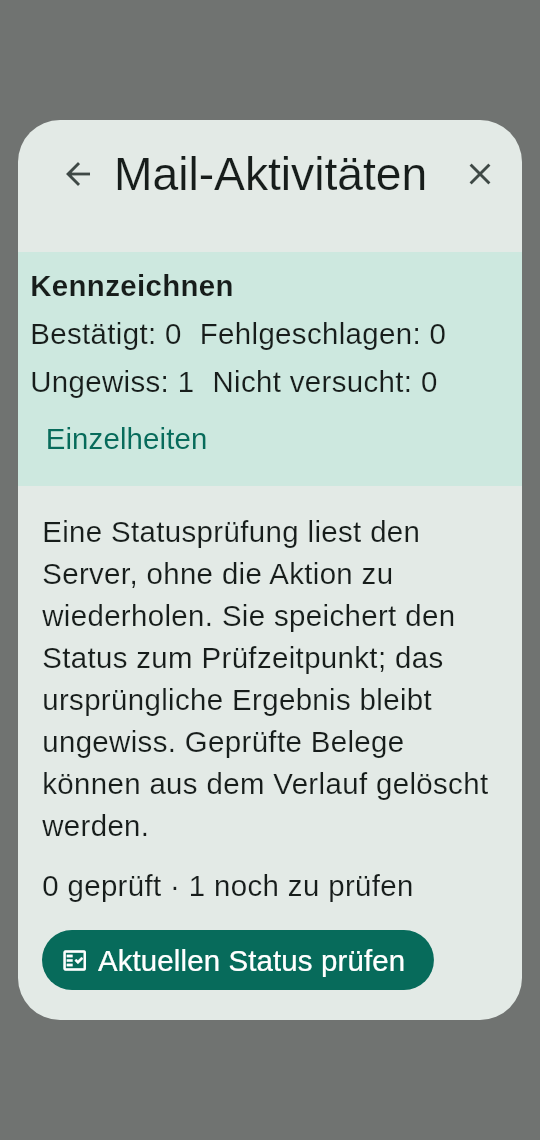 Mail-Aktivitäten
Kennzeichnen
Bestätigt: 0 Fehlgeschlagen: 0
Ungewiss: 1 Nicht versucht: 0
Einzelheiten
Eine Statusprüfung liest den
Server, ohne die Aktion zu
wiederholen. Sie speichert den
Status zum Prüfzeitpunkt; das
ursprüngliche Ergebnis bleibt
ungewiss. Geprüfte Belege
können aus dem Verlauf gelöscht
werden.
0 geprüft · 1 noch zu prüfen
Aktuellen Status prüfen